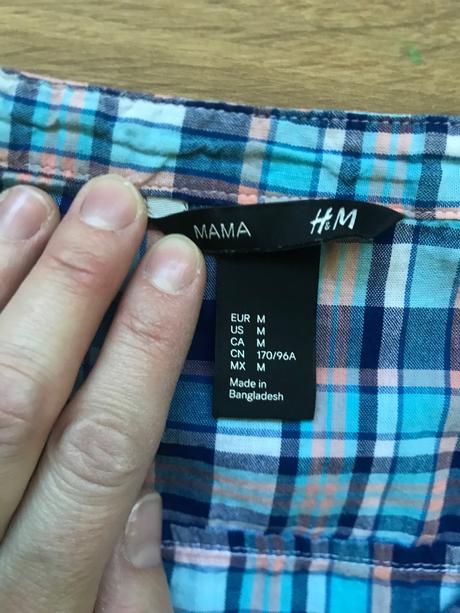 MAMA H&M
EUR M
US M
CA M
CN 170/96A
MX M
Made in
Bangladesh